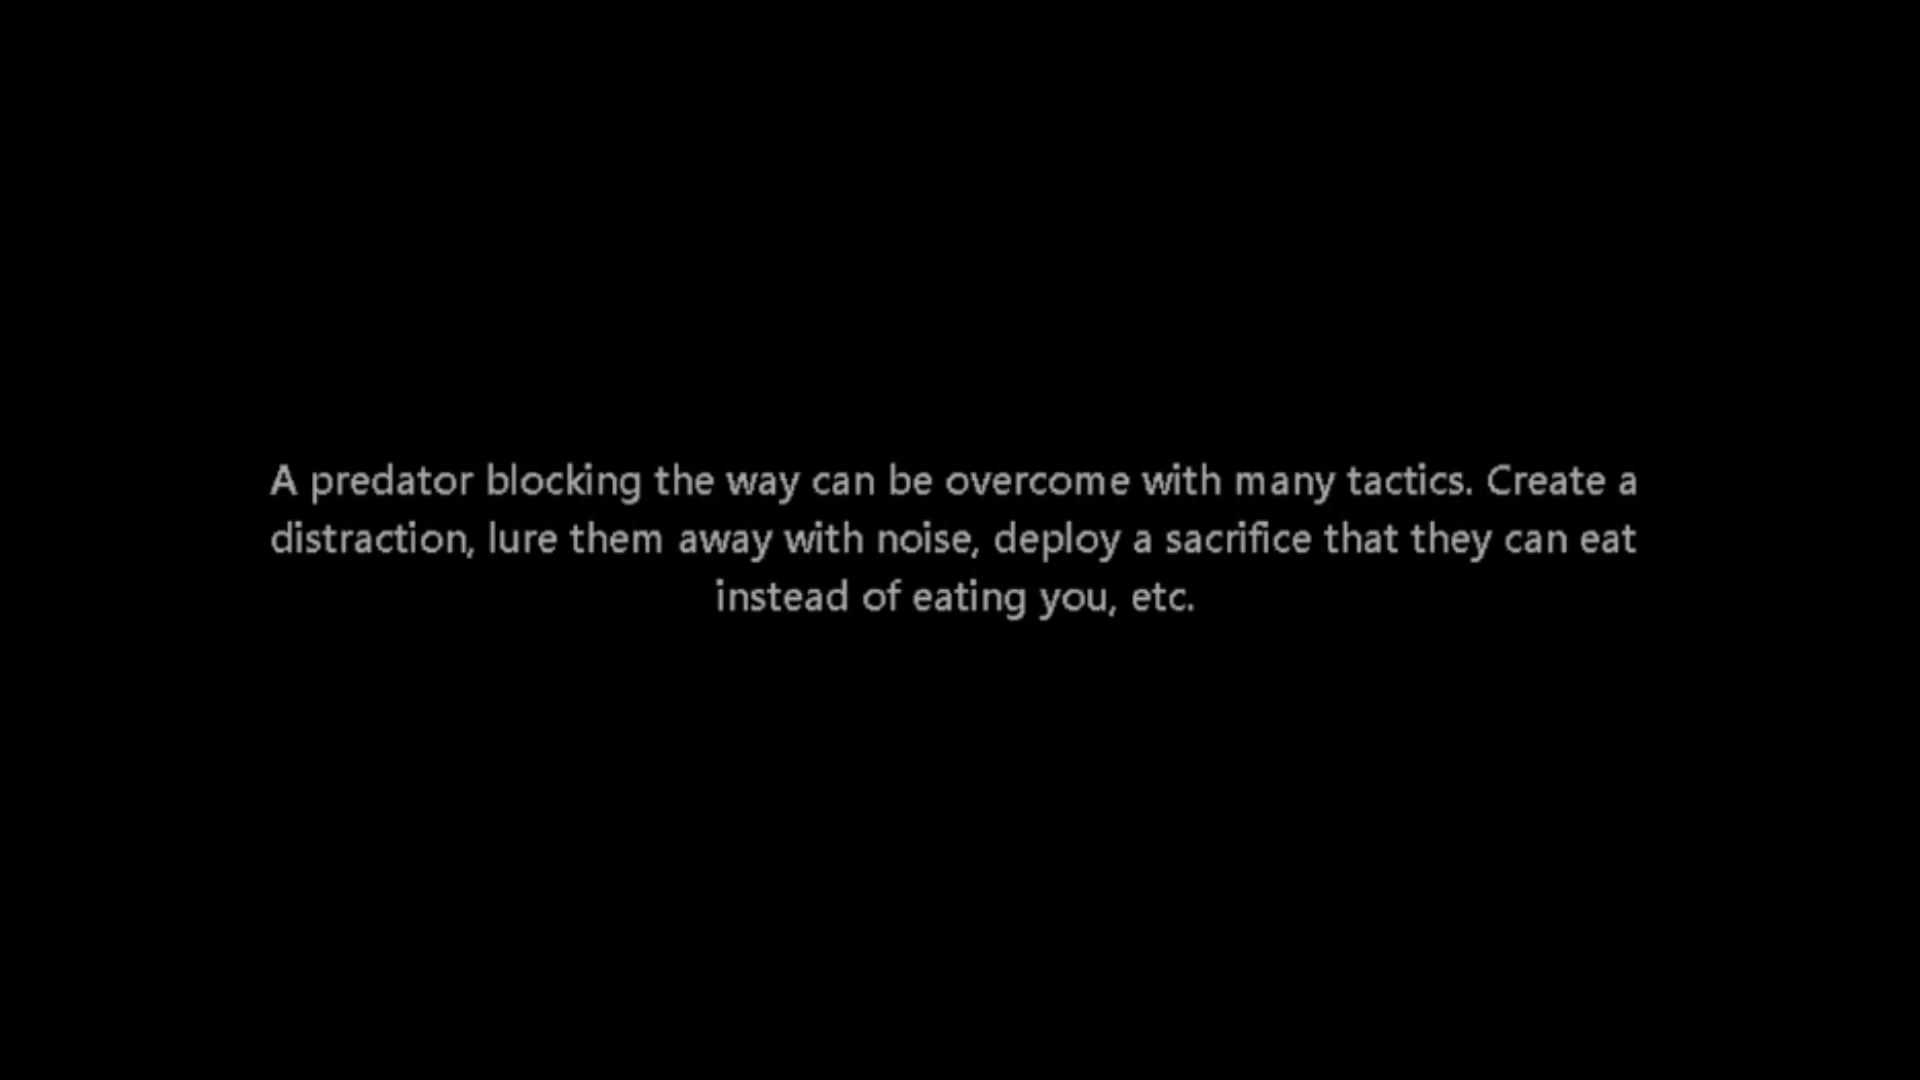 A predator blocking the way can be overcome with many tactics. Create a
distraction, lure them away with noise, deploy a sacrifice that they can eat
instead of eating you, etc.